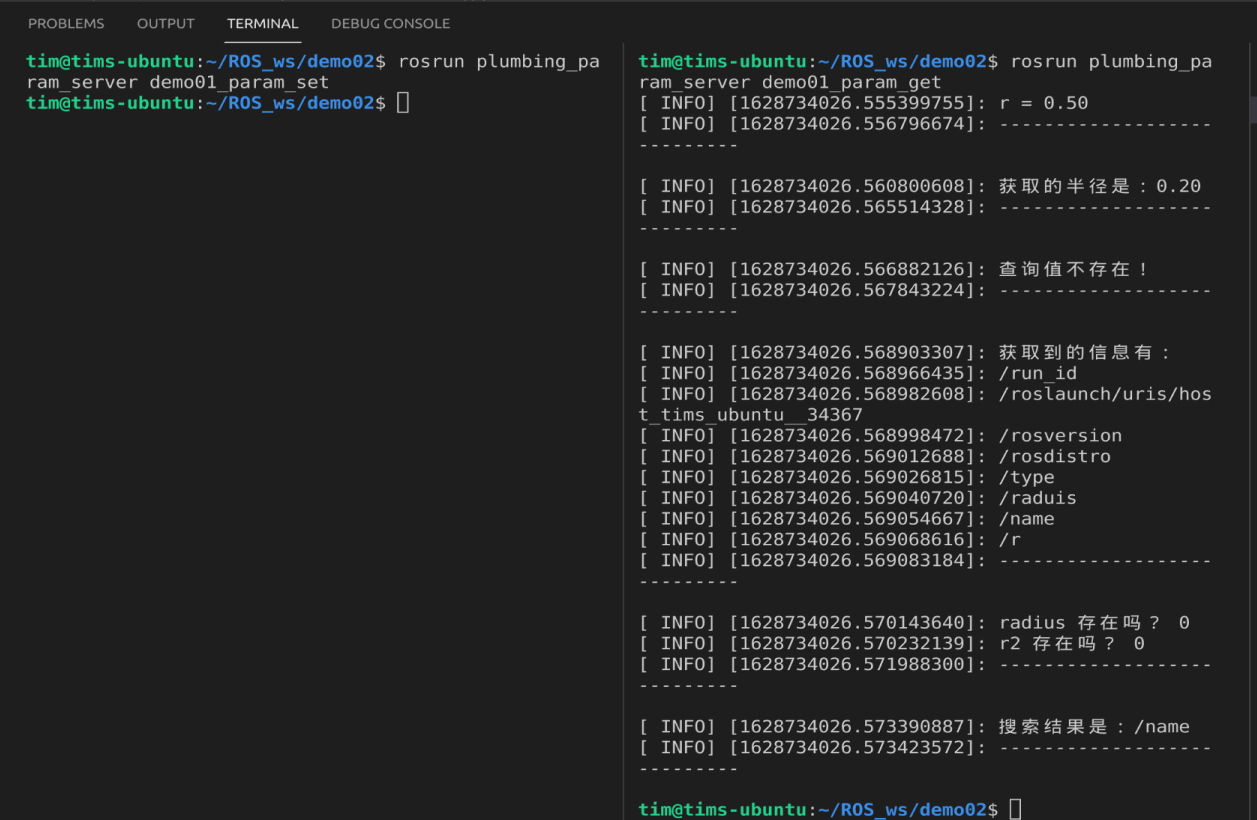 PROBLEMS OUTPUT TERMINAL DEBUG CONSOLE
tim@tims-ubuntu:~/ROS_ws/demo02$ rosrun plumbing_pa
ram_server demo01_param_set
tim@tims-ubuntu:~/ROS_ws/demo02$
tim@tims-ubuntu:~/ROS_ws/demo02$ rosrun plumbing_pa
ram_server demo01_param_get
[ INFO] [1628734026.555399755]: r = 0.50
[ INFO] [1628734026.556796674]: -------------------
---------
[ INFO] [1628734026.560800608]: 获取的半径是：0.20
[ INFO] [1628734026.565514328]: -------------------
---------
[ INFO] [1628734026.566882126]: 查询值不存在！
[ INFO] [1628734026.567843224]: -------------------
---------
[ INFO] [1628734026.568903307]: 获取到的信息有：
[ INFO] [1628734026.568966435]: /run_id
[ INFO] [1628734026.568982608]: /roslaunch/uris/hos
t_tims_ubuntu__34367
[ INFO] [1628734026.568998472]: /rosversion
[ INFO] [1628734026.569012688]: /rosdistro
[ INFO] [1628734026.569026815]: /type
[ INFO] [1628734026.569040720]: /raduis
[ INFO] [1628734026.569054667]: /name
[ INFO] [1628734026.569068616]: /r
[ INFO] [1628734026.569083184]: -------------------
---------
[ INFO] [1628734026.570143640]: radius 存在吗？ 0
[ INFO] [1628734026.570232139]: r2 存在吗？ 0
[ INFO] [1628734026.571988300]: -------------------
---------
[ INFO] [1628734026.573390887]: 搜索结果是：/name
[ INFO] [1628734026.573423572]: -------------------
---------
tim@tims-ubuntu:~/ROS_ws/demo02$